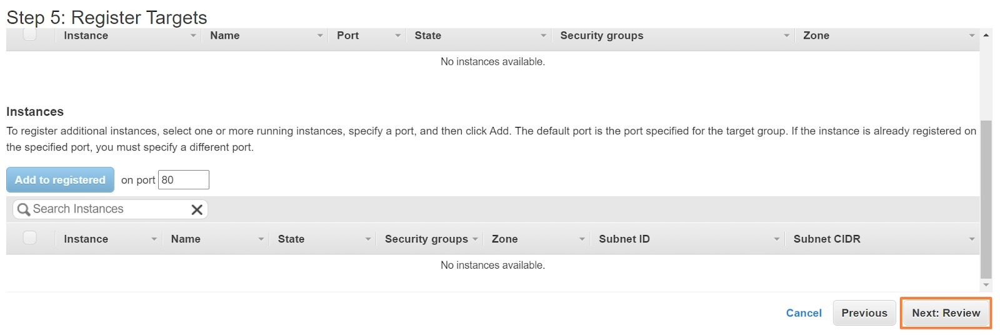 Step 5: Register Targets
Instance Name Port State Security groups Zone
No instances available.
Instances
To register additional instances, select one or more running instances, specify a port, and then click Add. The default port is the port specified for the target group. If the instance is already registered on
the specified port, you must specify a different port.
Add to registered on port 80
Search Instances
Instance Name State Security groups Zone Subnet ID Subnet CIDR
No instances available.
Cancel Previous Next: Review